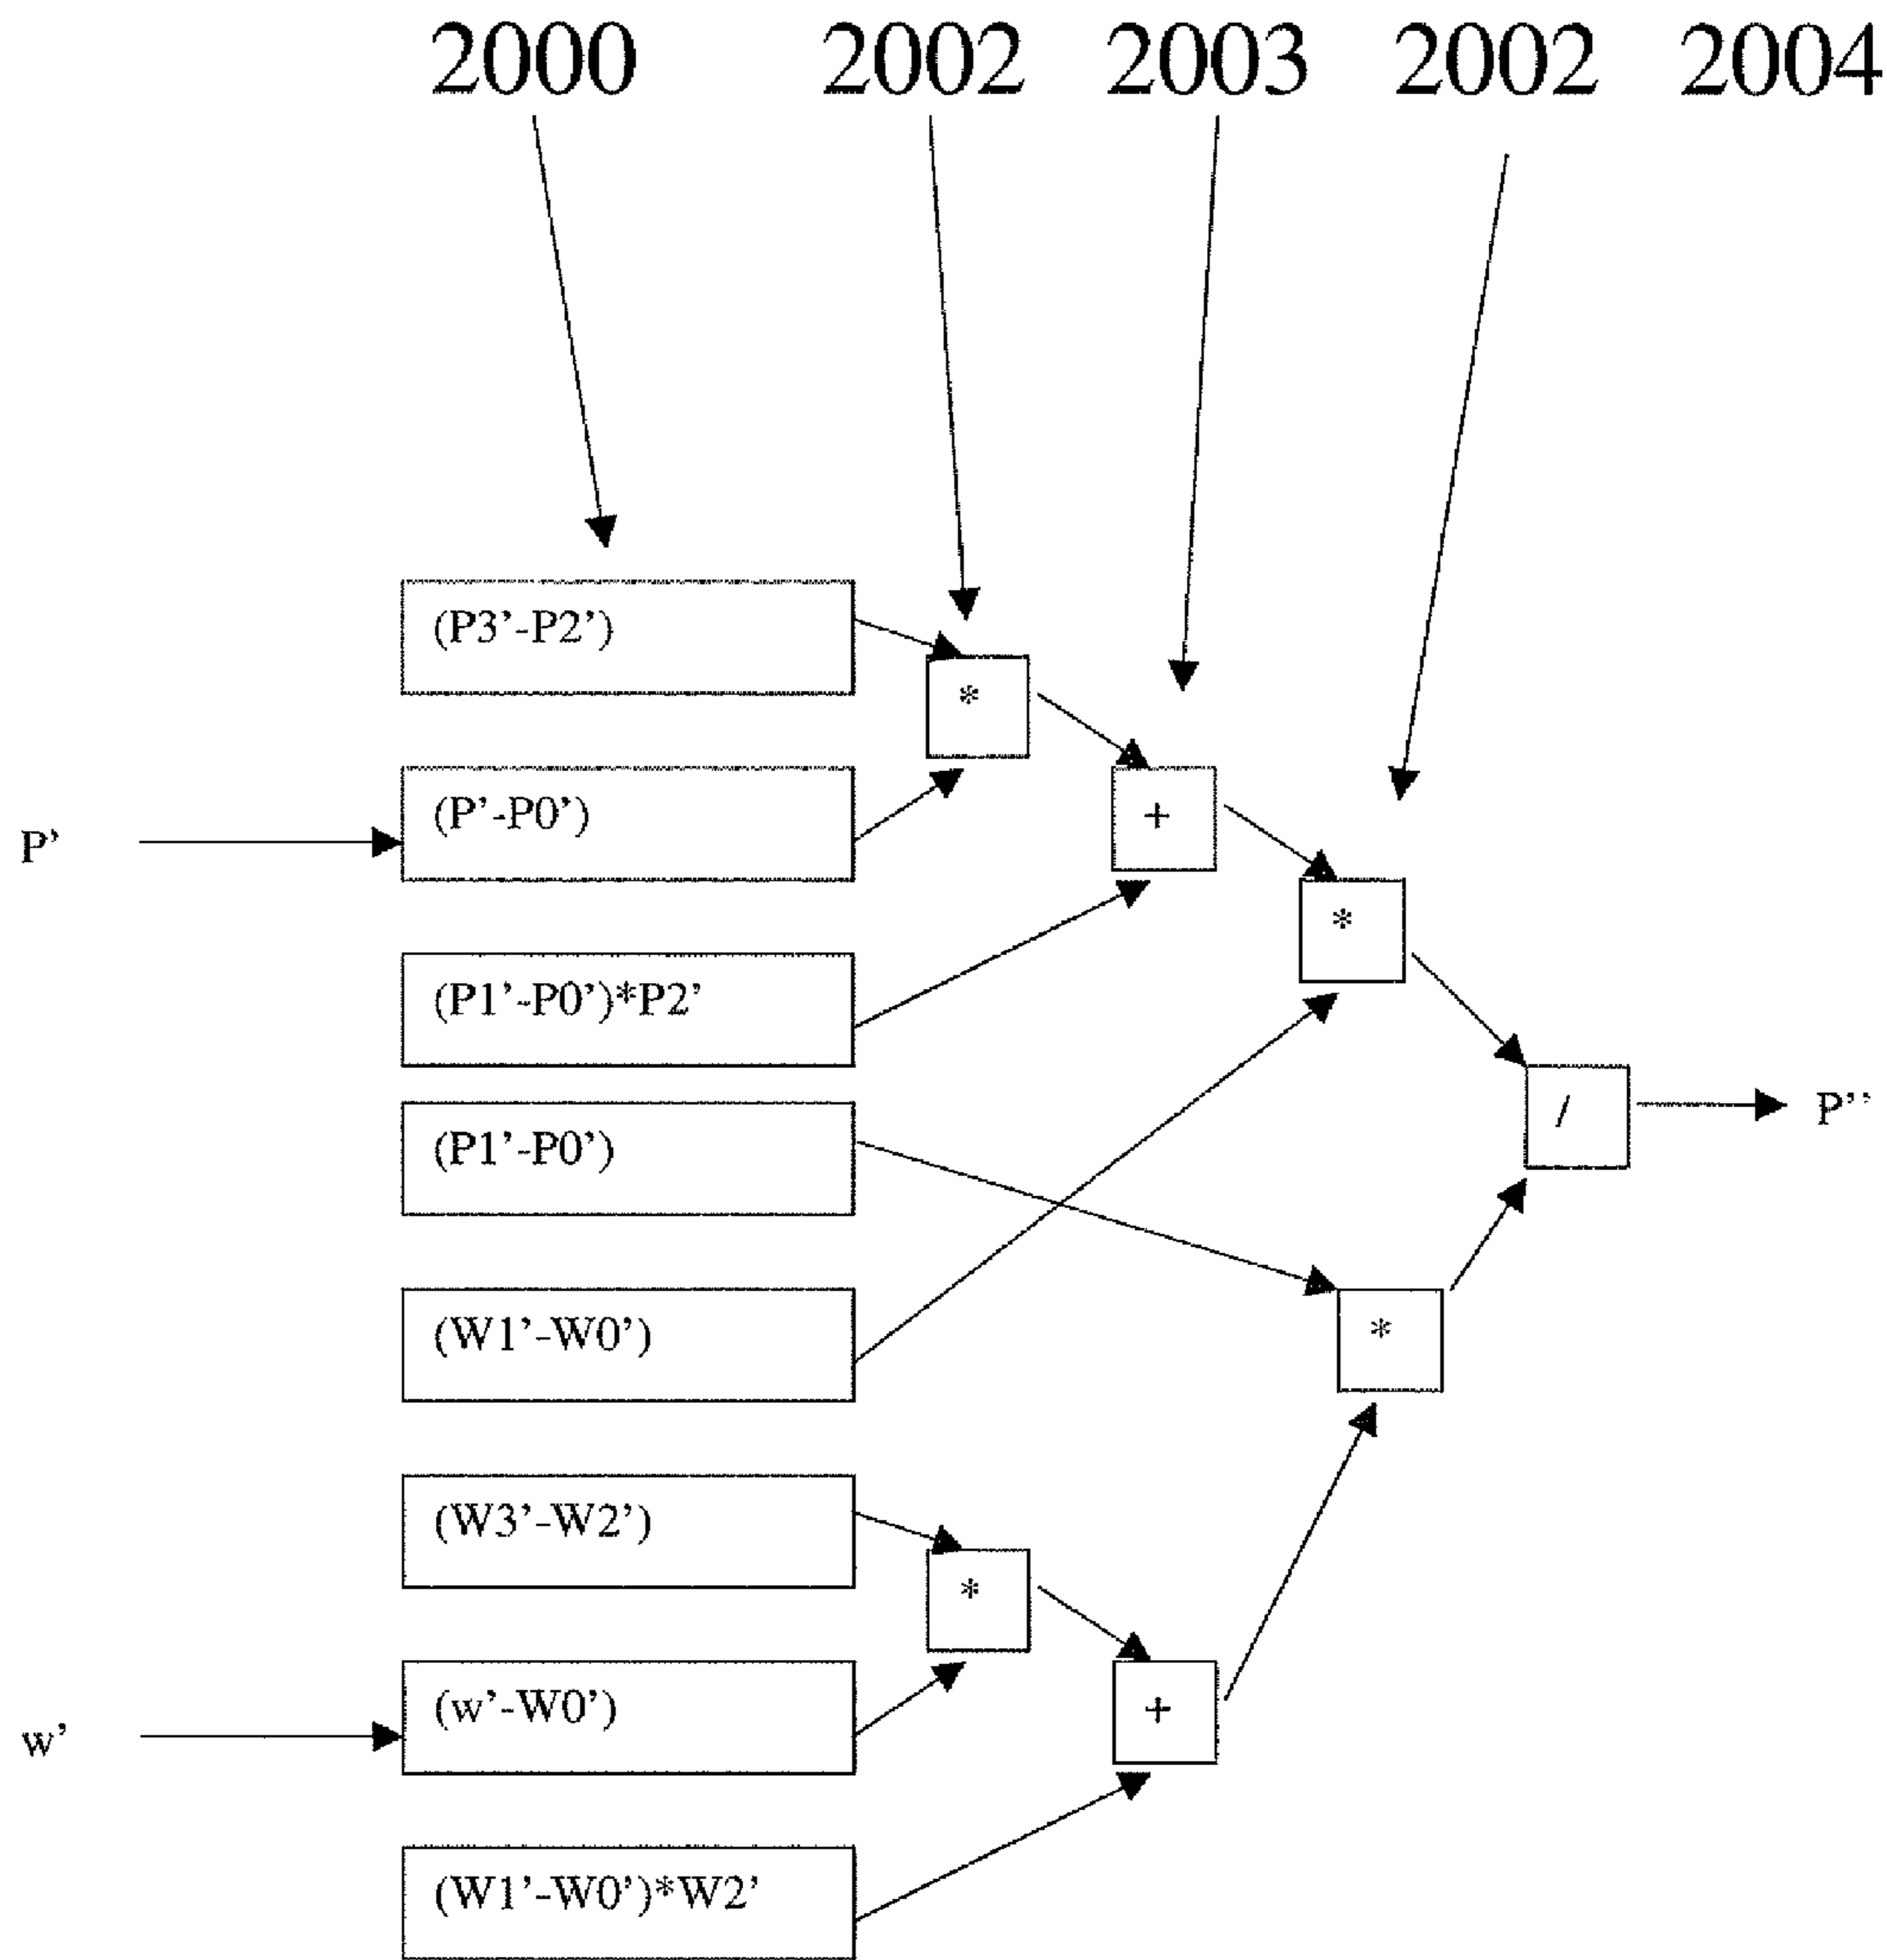 2000 2002 2003 2002 2004
(P3’-P2’)
*
P’
(P'-P0’)
+
*
(P1’-P0’)*P2’
(P1’-P0’)
/
P’’
(W1’-W0’)
*
(W3’-W2’)
*
w’
(w’-W0’)
+
(W1’-W0’)*W2’